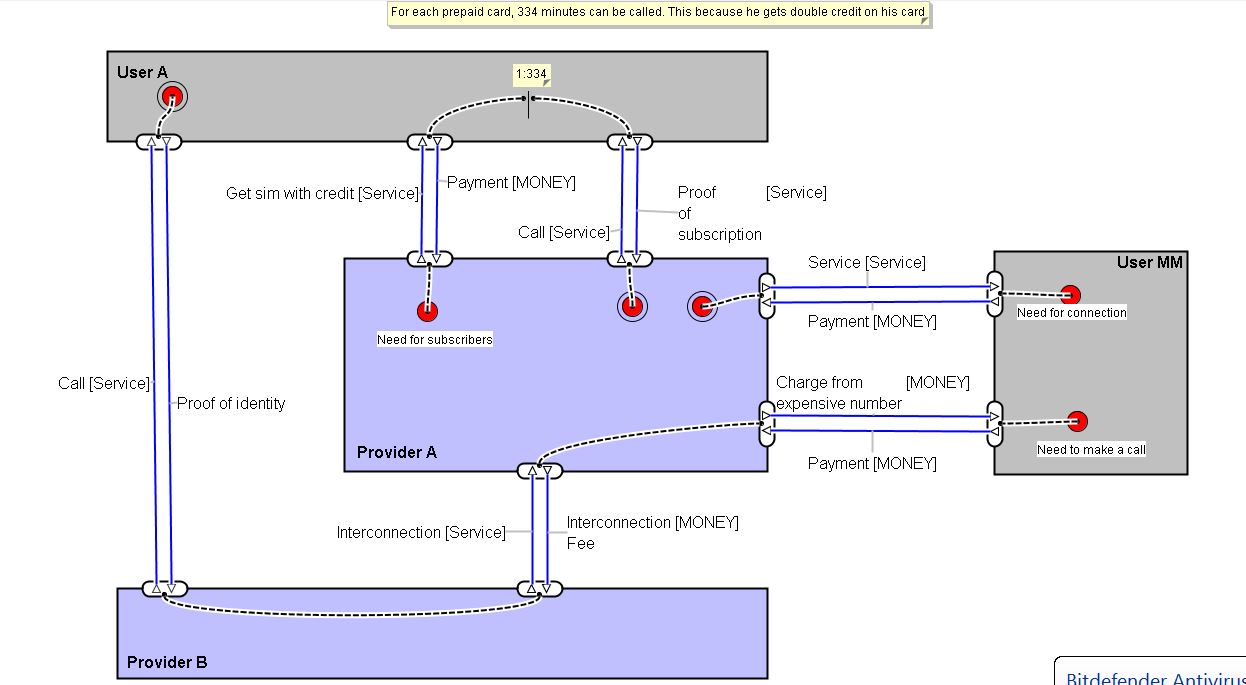 For each prepaid card, 334 minutes can be called. This because he gets double credit on his card
User A
1:334
Get sim with credit [Service]
Payment [MONEY]
Proof [Service]
of
subscription
Call [Service]
Service [Service]
User MM
Need for connection
Payment [MONEY]
Need for subscribers
Call [Service]
Proof of identity
Charge from [MONEY]
expensive number
Provider A
Need to make a call
Payment [MONEY]
Interconnection [Service]
Interconnection [MONEY]
Fee
Provider B
Bitdefender Antivirus